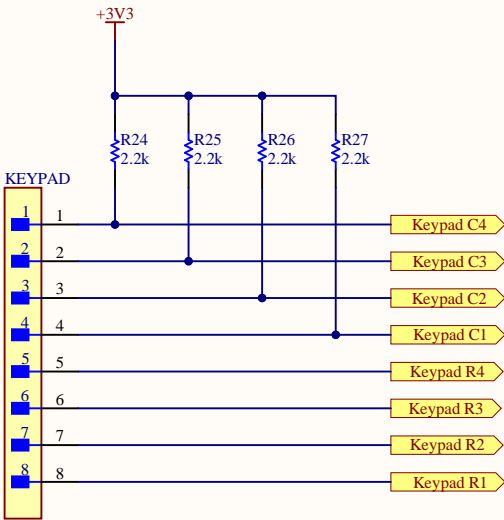 +3V3
R24 R25 R26 R27
2.2k 2.2k 2.2k 2.2k
KEYPAD
1 1 Keypad C4
2 2 Keypad C3
3 3 Keypad C2
4 4 Keypad C1
5 5 Keypad R4
6 6 Keypad R3
7 7 Keypad R2
8 8 Keypad R1